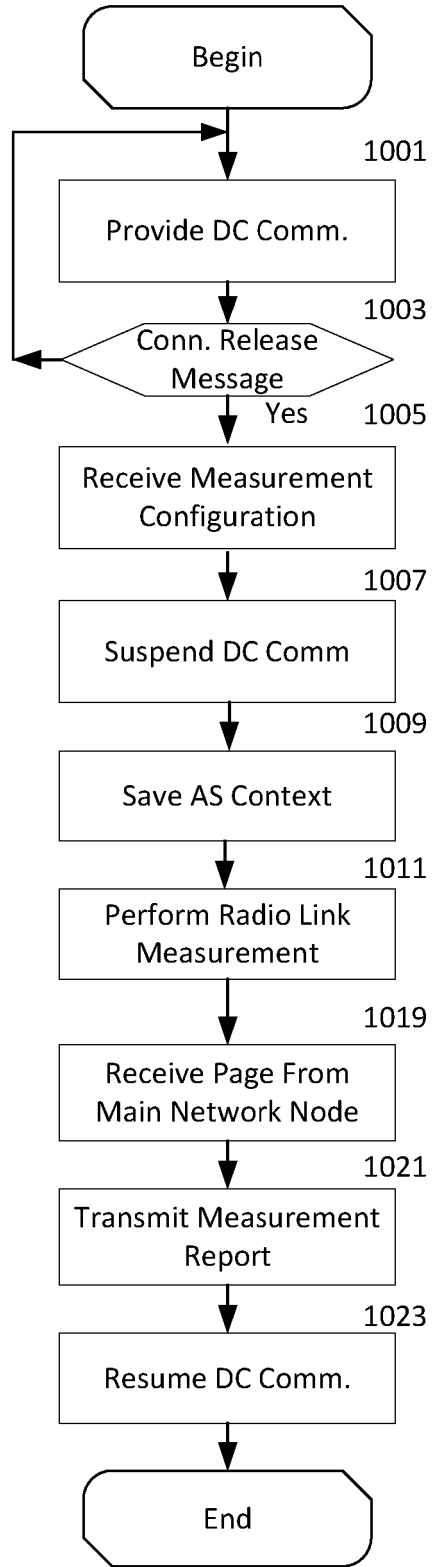 Begin
1001
Provide DC Comm.
1003
Conn. Release
Message
Yes
1005
Receive Measurement
Configuration
1007
Suspend DC Comm
1009
Save AS Context
1011
Perform Radio Link
Measurement
1019
Receive Page From
Main Network Node
1021
Transmit Measurement
Report
1023
Resume DC Comm.
End